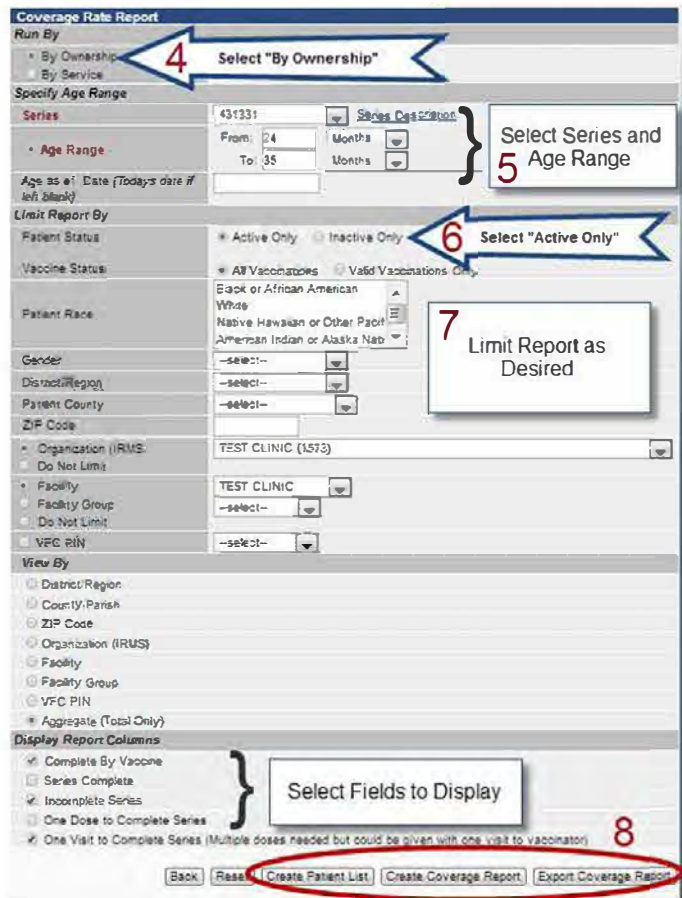 Coverage Rate Report
Run By
By Ownership
4 Select "By Ownership"
By Service
Specify Age Range
Series 431331 Series Description
Age Range From: 24 Months
To: 35 Months
5 Select Series and Age Range
Age as of Date (Todays date if left blank)
Limit Report By
Patient Status Active Only Inactive Only
6 Select "Active Only"
Vaccine Status All Vaccinations Valid Vaccinations Only
Patient Race
Black or African American
White
Native Hawaiian or Other Pacif
American Indian or Alaska Nati
7 Limit Report as Desired
Gender --select--
District/Region --select--
Patient County --select--
ZIP Code
Organization (IRMS) TEST CLINIC (1573)
Do Not Limit
Facility TEST CLINIC
Facility Group --select--
Do Not Limit
VFC PIN --select--
View By
District/Region
County/Parish
ZIP Code
Organization (IRMS)
Facility
Facility Group
VFC PIN
Aggregate (Total Only)
Display Report Columns
Complete By Vaccine
Series Complete
Incomplete Series
One Dose to Complete Series
Select Fields to Display
One Visit to Complete Series (Multiple doses needed but could be given with one visit to vaccinator)
8
Back Reset Create Patient List Create Coverage Report Export Coverage Report